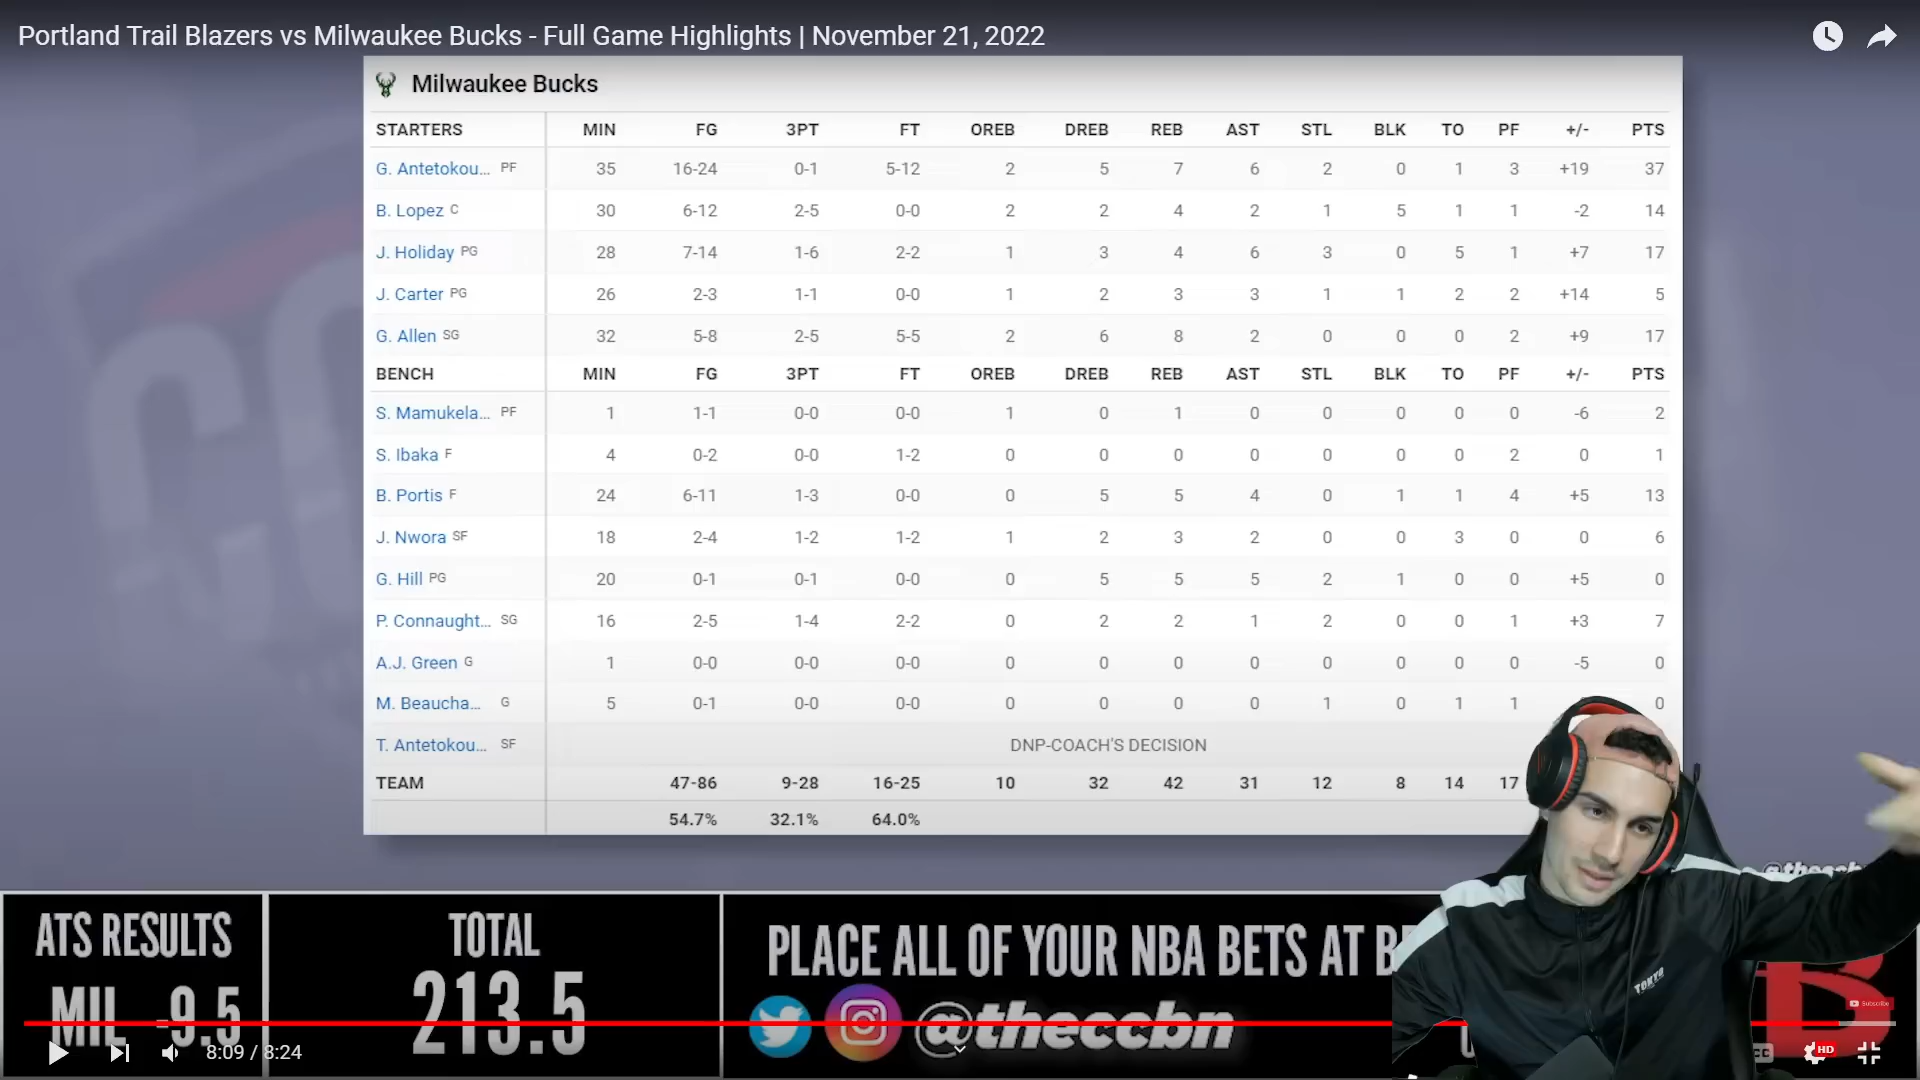 Portland Trail Blazers vs Milwaukee Bucks - Full Game Highlights | November 21, 2022
Milwaukee Bucks
STARTERS MIN FG 3PT FT OREB DREB REB AST STL BLK TO PF +/- PTS
G. Antetokou... PF 35 16-24 0-1 5-12 2 5 7 6 2 0 1 3 +19 37
B. Lopez C 30 6-12 2-5 0-0 2 2 4 2 1 5 1 1 -2 14
J. Holiday PG 28 7-14 1-6 2-2 1 3 4 6 3 0 5 1 +7 17
J. Carter PG 26 2-3 1-1 0-0 1 2 3 3 1 1 2 2 +14 5
G. Allen SG 32 5-8 2-5 5-5 2 6 8 2 0 0 0 2 +9 17
BENCH MIN FG 3PT FT OREB DREB REB AST STL BLK TO PF +/- PTS
S. Mamukela... PF 1 1-1 0-0 0-0 1 0 1 0 0 0 0 0 -6 2
S. Ibaka F 4 0-2 0-0 1-2 0 0 0 0 0 0 0 2 0 1
B. Portis F 24 6-11 1-3 0-0 0 5 5 4 0 1 1 4 +5 13
J. Nwora SF 18 2-4 1-2 1-2 1 2 3 2 0 0 3 0 0 6
G. Hill PG 20 0-1 0-1 0-0 0 5 5 5 2 1 0 0 +5 0
P. Connaught... SG 16 2-5 1-4 2-2 0 2 2 1 2 0 0 1 +3 7
A.J. Green G 1 0-0 0-0 0-0 0 0 0 0 0 0 0 0 -5 0
M. Beaucha... G 5 0-1 0-0 0-0 0 0 0 0 1 0 1 1 0
T. Antetokou... SF DNP-COACH'S DECISION
TEAM 47-86 9-28 16-25 10 32 42 31 12 8 14 17
54.7% 32.1% 64.0%
ATS RESULTS
MIL -9.5
TOTAL
213.5
PLACE ALL OF YOUR NBA BETS AT
@theccbn
TOKYO
Subscribe
8:09 / 8:24
HD